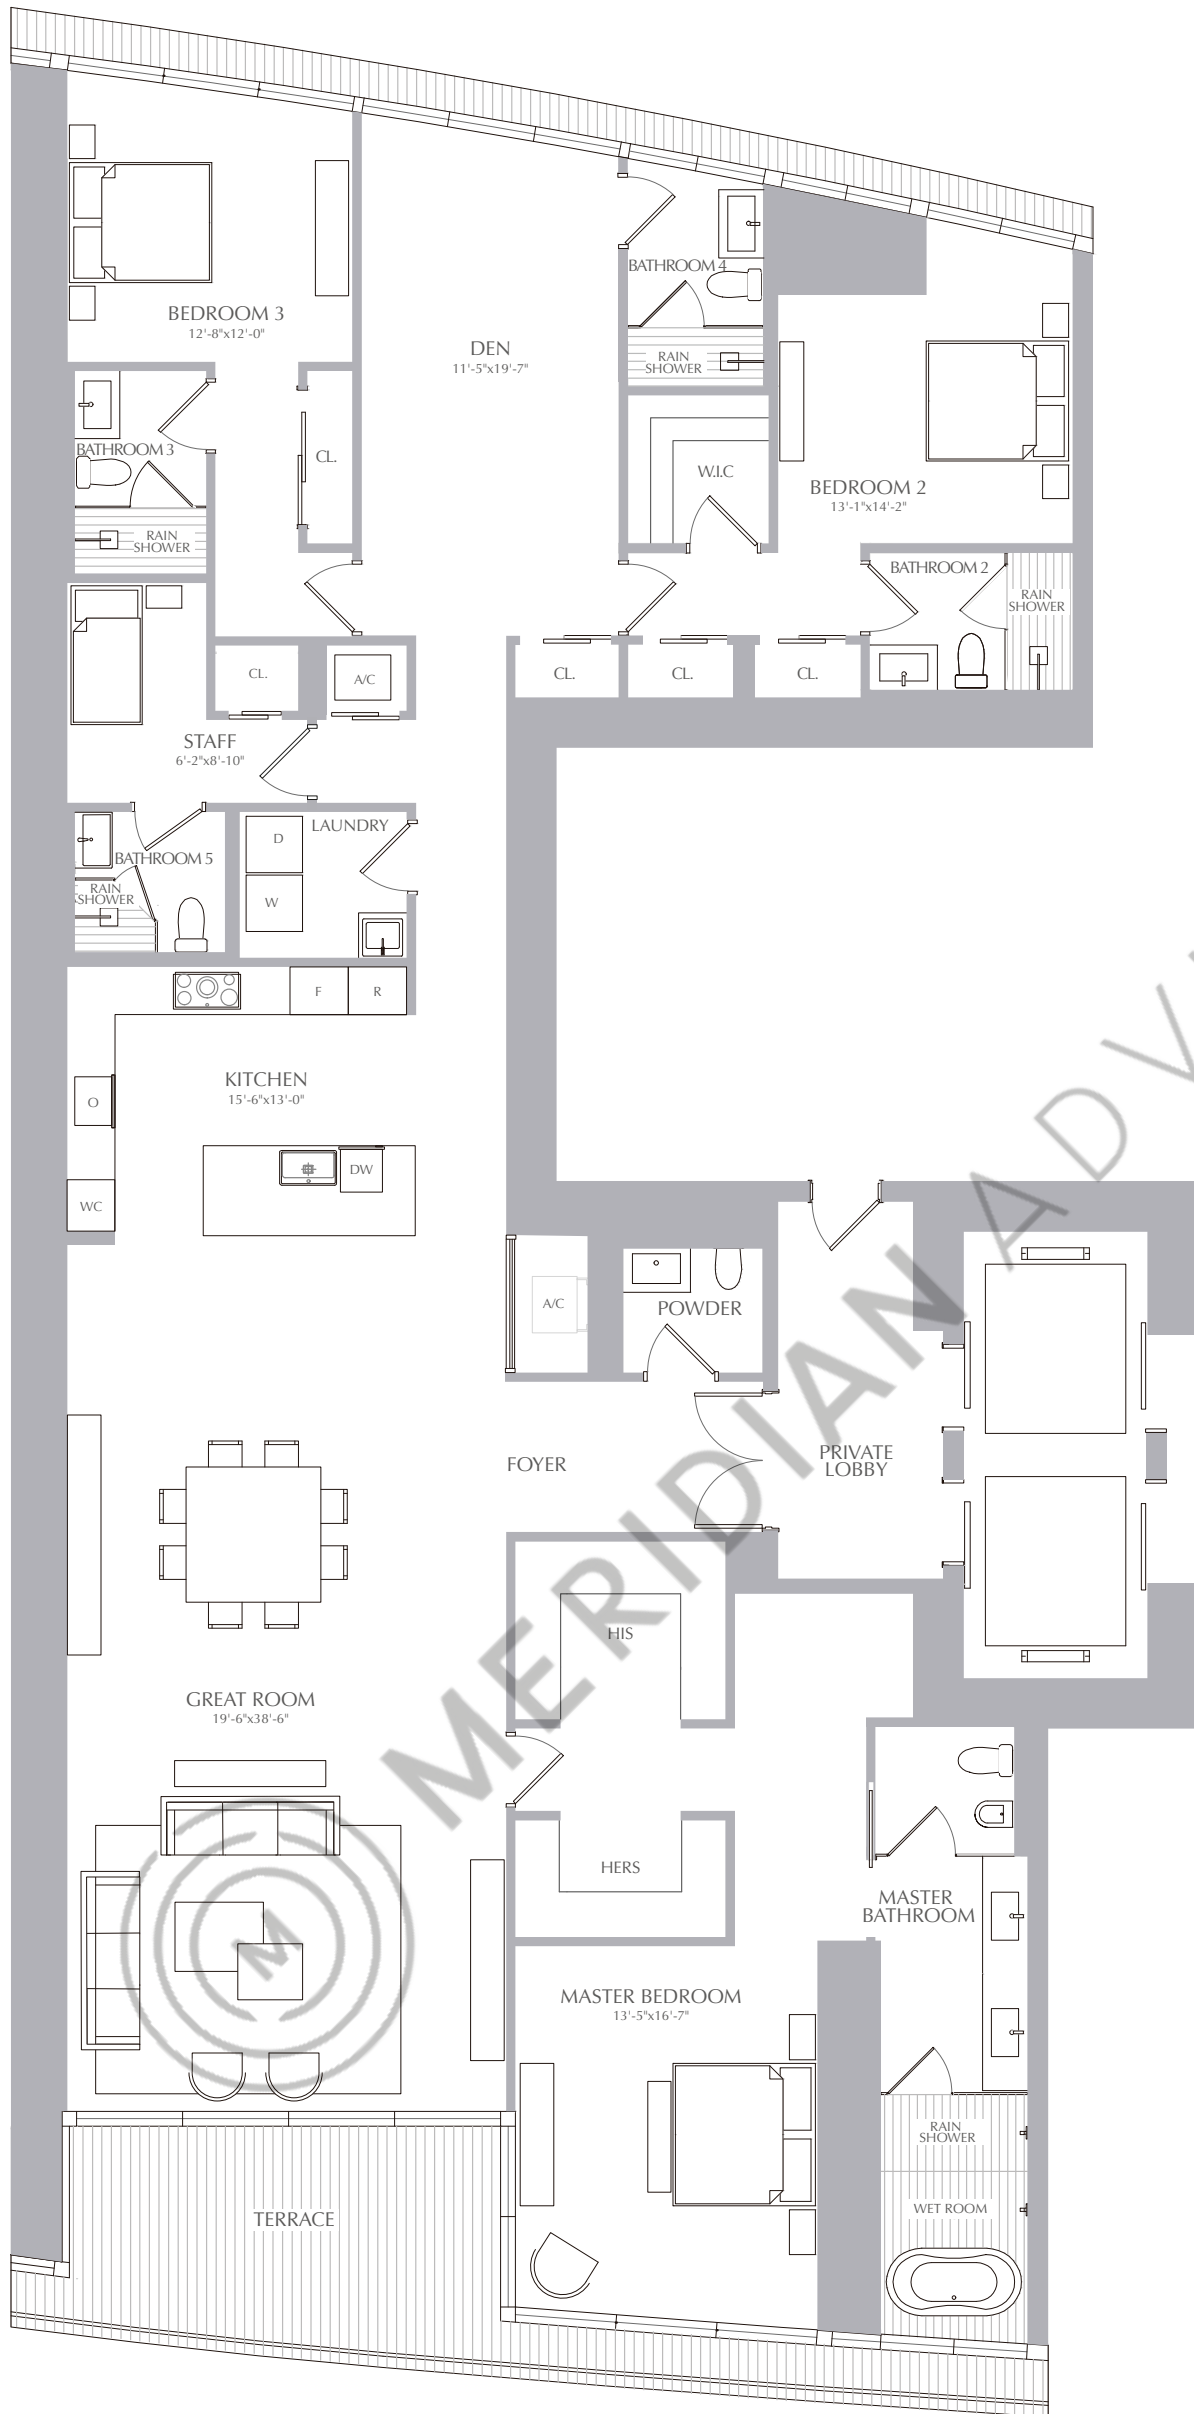 BEDROOM 3
12'-8"x12'-0"
DEN
11'-5"x19'-7"
BATHROOM 4
RAIN
SHOWER
BATHROOM 3
CL.
W.I.C
BEDROOM 2
13'-1"x14'-2"
RAIN
SHOWER
BATHROOM 2
RAIN
SHOWER
CL.
A/C
CL.
CL.
CL.
STAFF
6'-2"x8'-10"
LAUNDRY
D
BATHROOM 5
RAIN
SHOWER
W
F
R
KITCHEN
15'-6"x13'-0"
O
DW
WC
A/C
POWDER
FOYER
PRIVATE
LOBBY
HIS
GREAT ROOM
19'-6"x38'-6"
HERS
MASTER
BATHROOM
MASTER BEDROOM
13'-5"x16'-7"
RAIN
SHOWER
WET ROOM
TERRACE
M MERIDIAN ADV